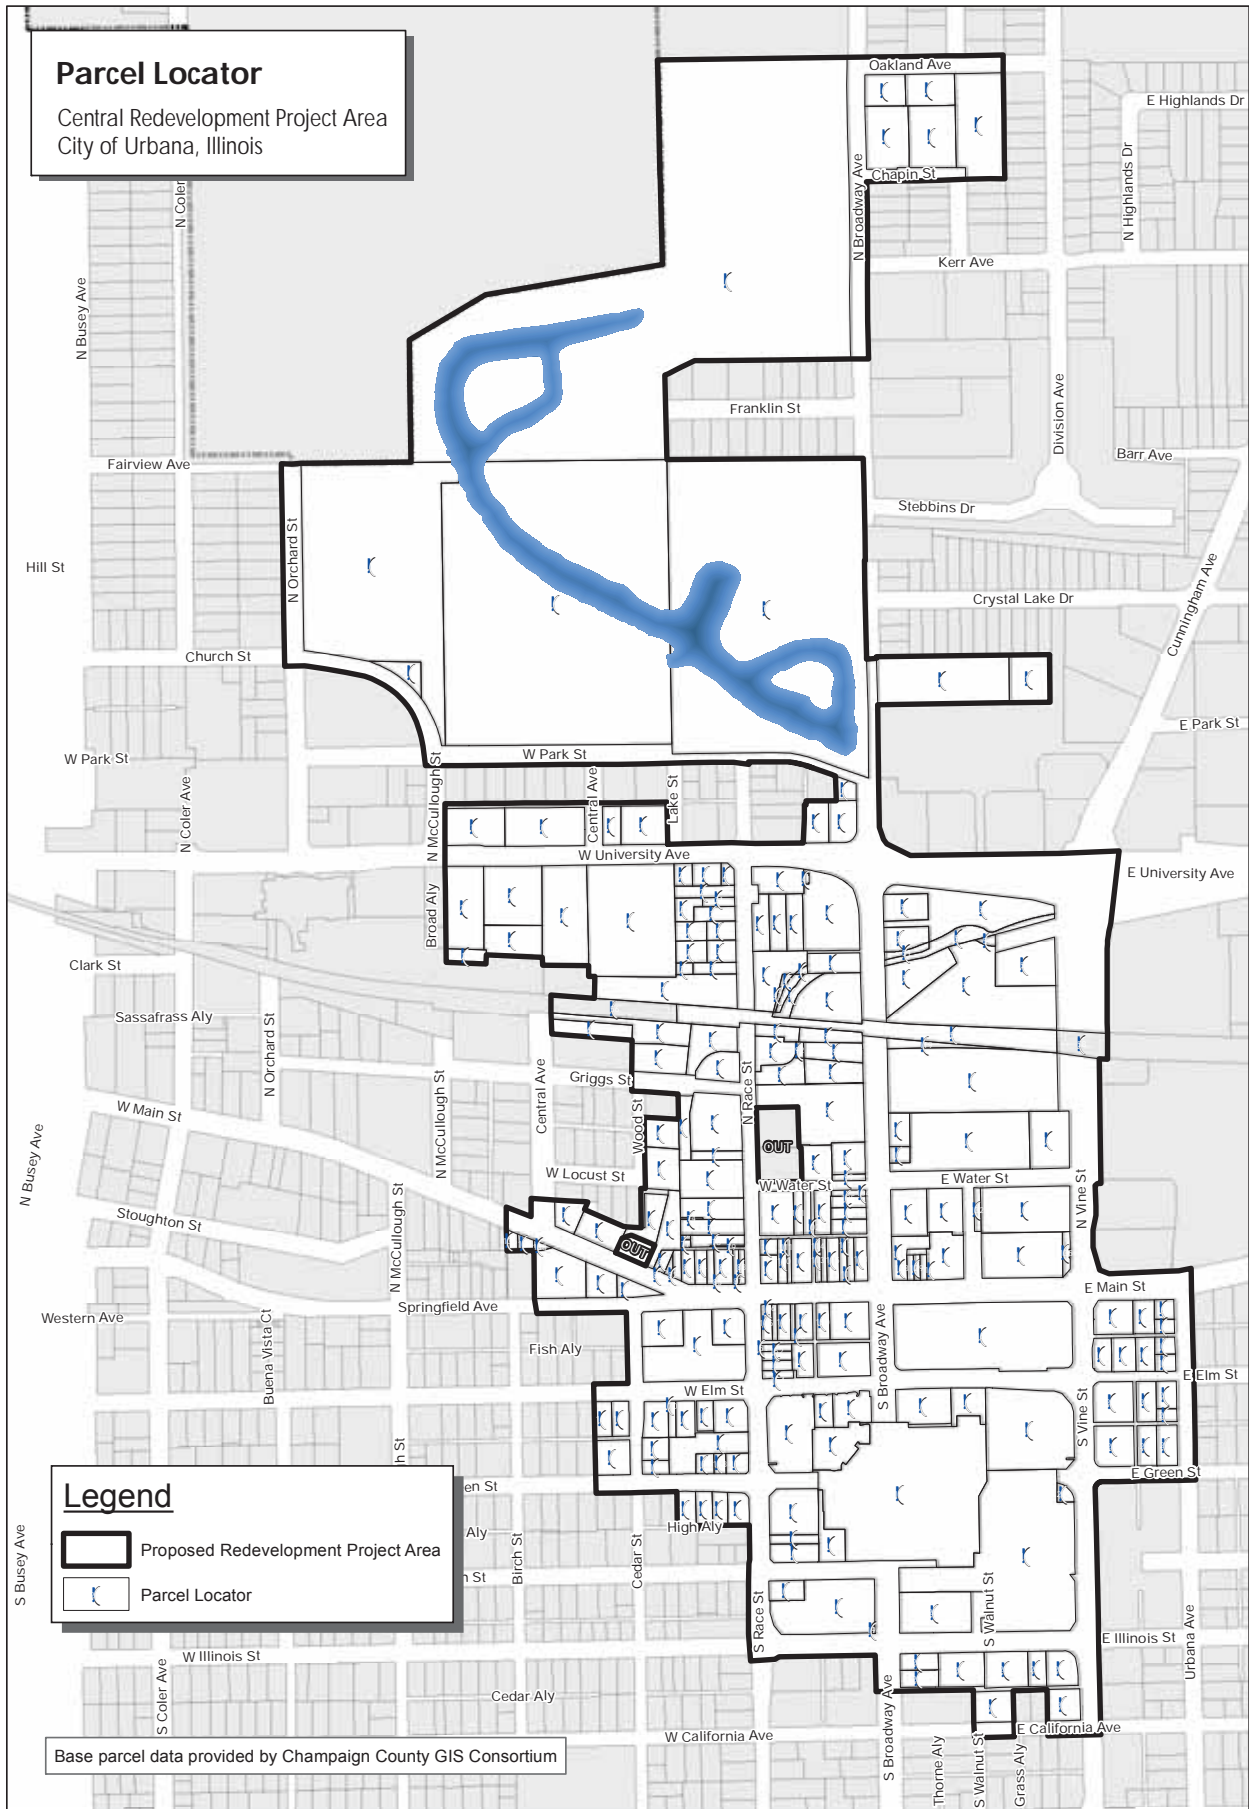 Parcel Locator
Central Redevelopment Project Area
City of Urbana, Illinois
Oakland Ave
E Highlands Dr
N Highlands Dr
N Coler
N Broadway Ave
Chapin St
Kerr Ave
N Busey Ave
Franklin St
Division Ave
Fairview Ave
Barr Ave
Stebbins Dr
N Orchard St
Hill St
Crystal Lake Dr
Cunningham Ave
Church St
E Park St
W Park St
W Park St
N McCullough St
Central Ave
Lake St
N Coler Ave
W University Ave
E University Ave
Broad Aly
Clark St
Sassafrass Aly
N Orchard St
Griggs St
N Race St
Central Ave
N McCullough St
Wood St
W Main St
OUT
N Busey Ave
W Locust St
W Water St
E Water St
N Vine St
Stoughton St
OUT
N McCullough St
E Main St
Western Ave
Springfield Ave
Buena Vista Ct
Fish Aly
S Broadway Ave
E Elm St
W Elm St
S Vine St
h St
E Green St
Legend
en St
High Aly
Aly
Proposed Redevelopment Project Area
Birch St
Cedar St
S Busey Ave
n St
Parcel Locator
S Race St
S Walnut St
Urbana Ave
E Illinois St
W Illinois St
S Coler Ave
Cedar Aly
S Broadway Ave
W California Ave
E California Ave
Thorne Aly
S Walnut St
Grass Aly
Base parcel data provided by Champaign County GIS Consortium